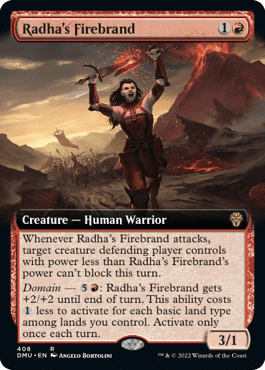 Radha's Firebrand 1
Creature — Human Warrior
Whenever Radha's Firebrand attacks,
target creature defending player controls
with power less than Radha's Firebrand's
power can't block this turn.
Domain — 5 : Radha's Firebrand gets
+2/+2 until end of turn. This ability costs
1 less to activate for each basic land type
among lands you control. Activate only
once each turn.
3/1
408 R
DMU • EN Angelo Bortolini
™ & © 2022 Wizards of the Coast